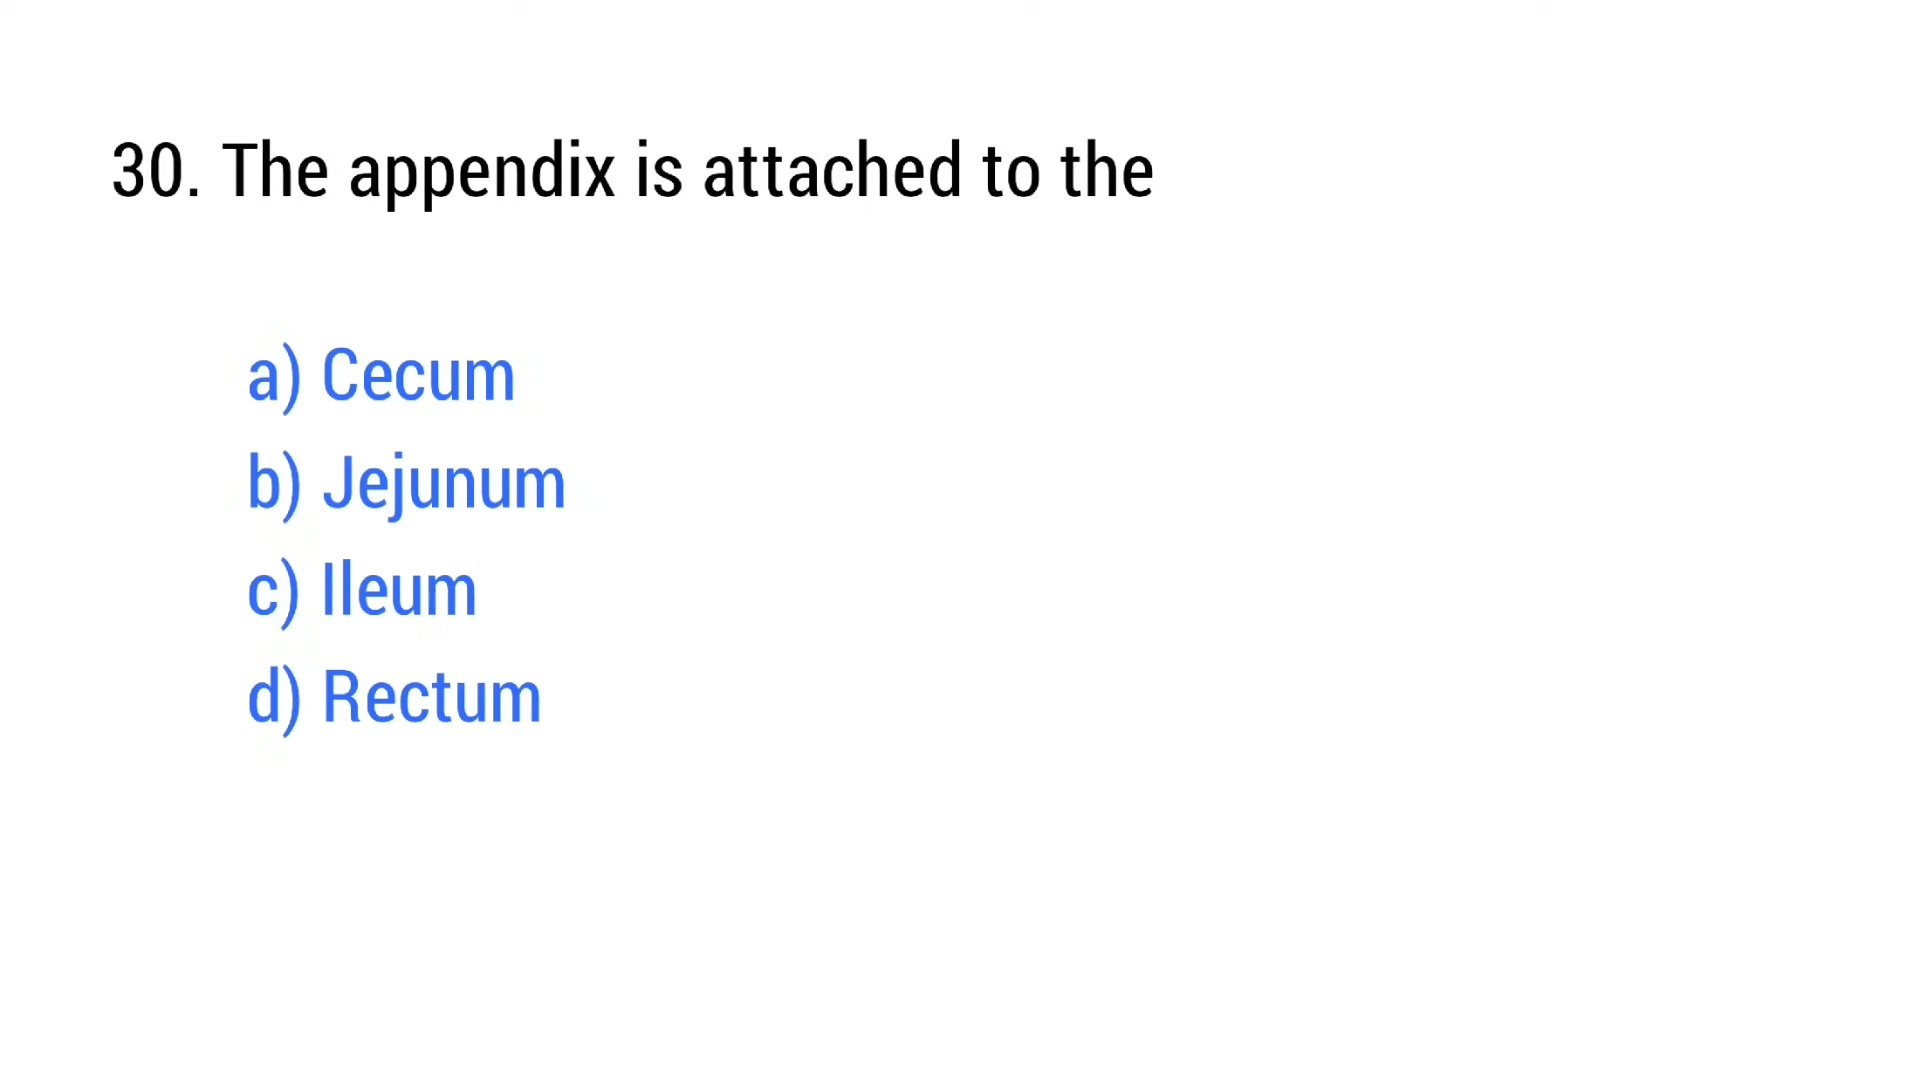 30. The appendix is attached to the
a) Cecum
b) Jejunum
c) Ileum
d) Rectum